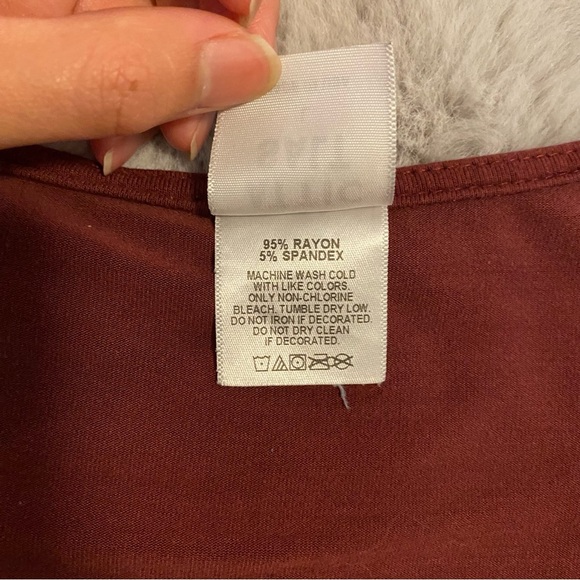 95% RAYON
5% SPANDEX
MACHINE WASH COLD
WITH LIKE COLORS.
ONLY NON-CHLORINE
BLEACH. TUMBLE DRY LOW.
DO NOT IRON IF DECORATED.
DO NOT DRY CLEAN
IF DECORATED.